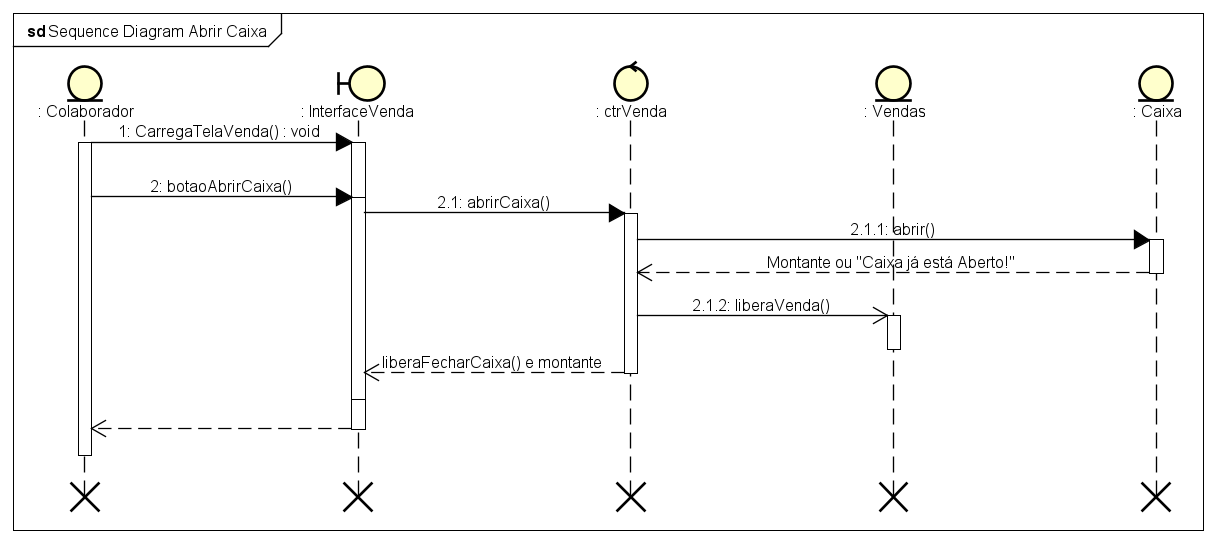 sd Sequence Diagram Abrir Caixa
: Colaborador
: InterfaceVenda
: ctrVenda
: Vendas
: Caixa
1: CarregaTelaVenda() : void
2: botaoAbrirCaixa()
2.1: abrirCaixa()
2.1.1: abrir()
Montante ou "Caixa já está Aberto!"
2.1.2: liberaVenda()
liberaFecharCaixa() e montante